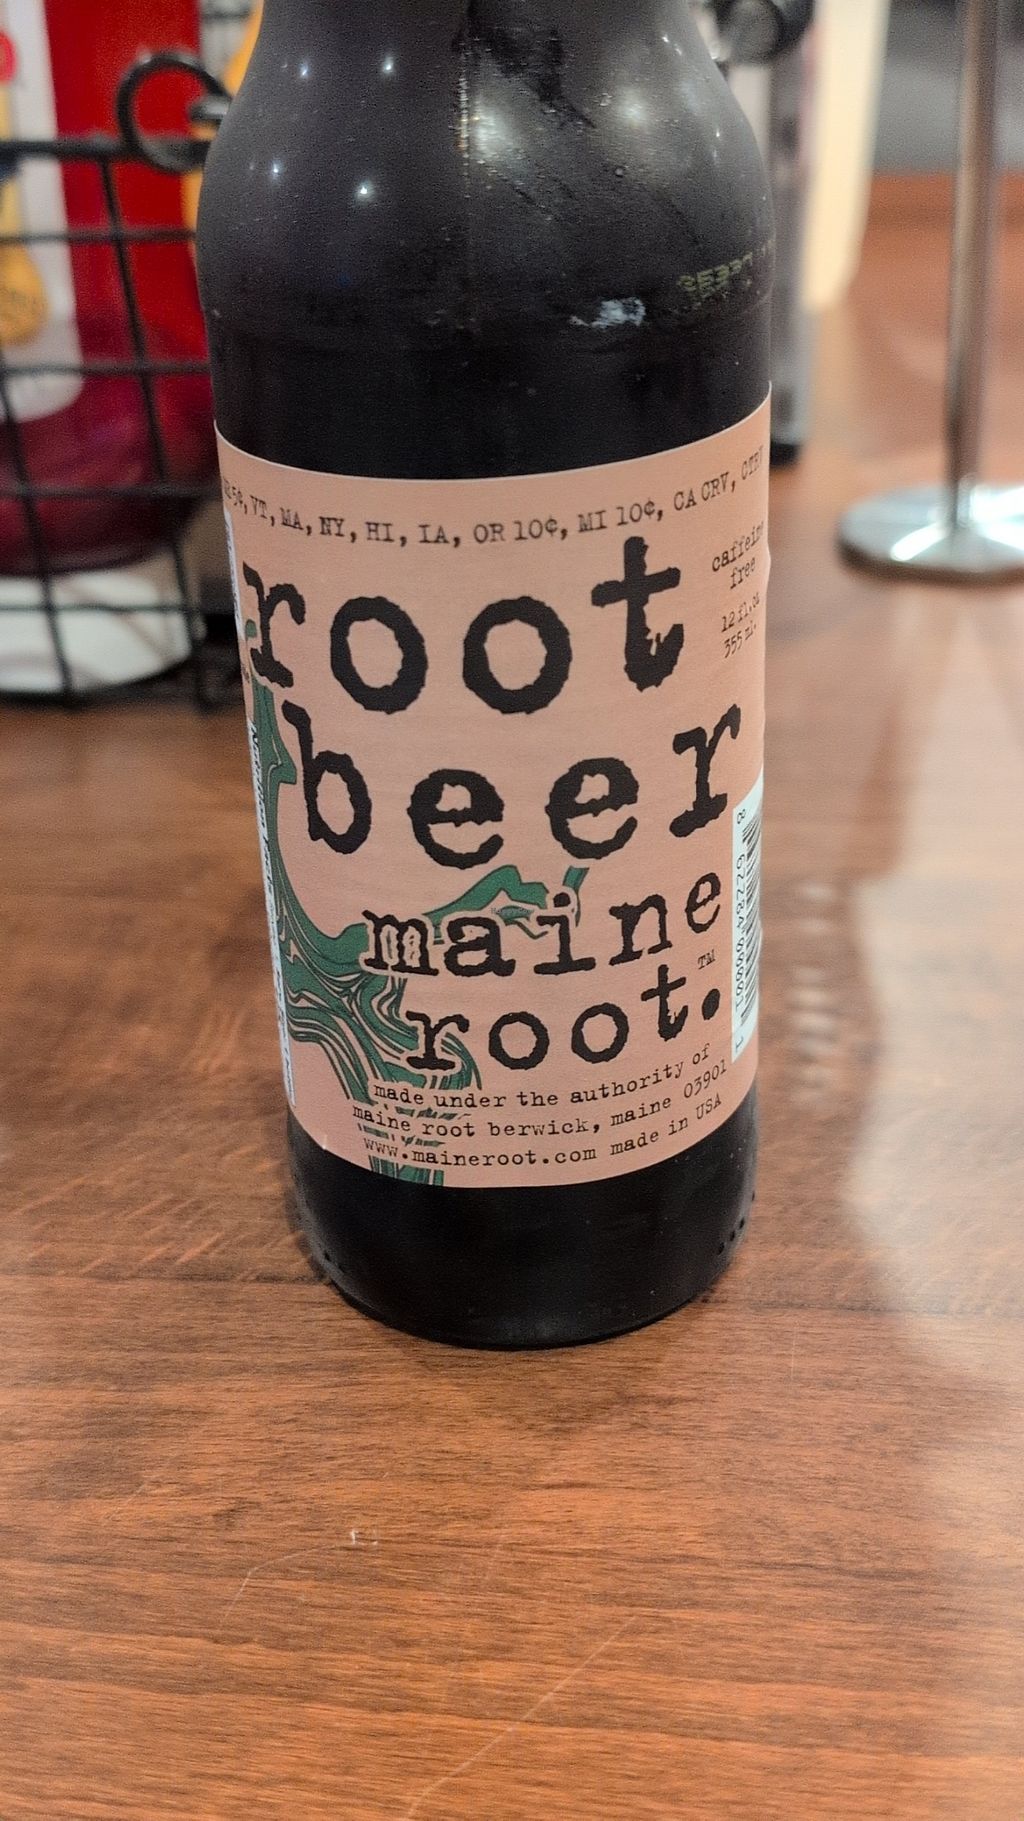 5¢, VT, MA, NY, HI, IA, OR 10¢, MI 10¢, CA CRV,
caffeine
free
12 fl.oz
355 ml.
root
beer
maine
root.™
made under the authority of
maine root berwick, maine 03901
www.maineroot.com made in USA